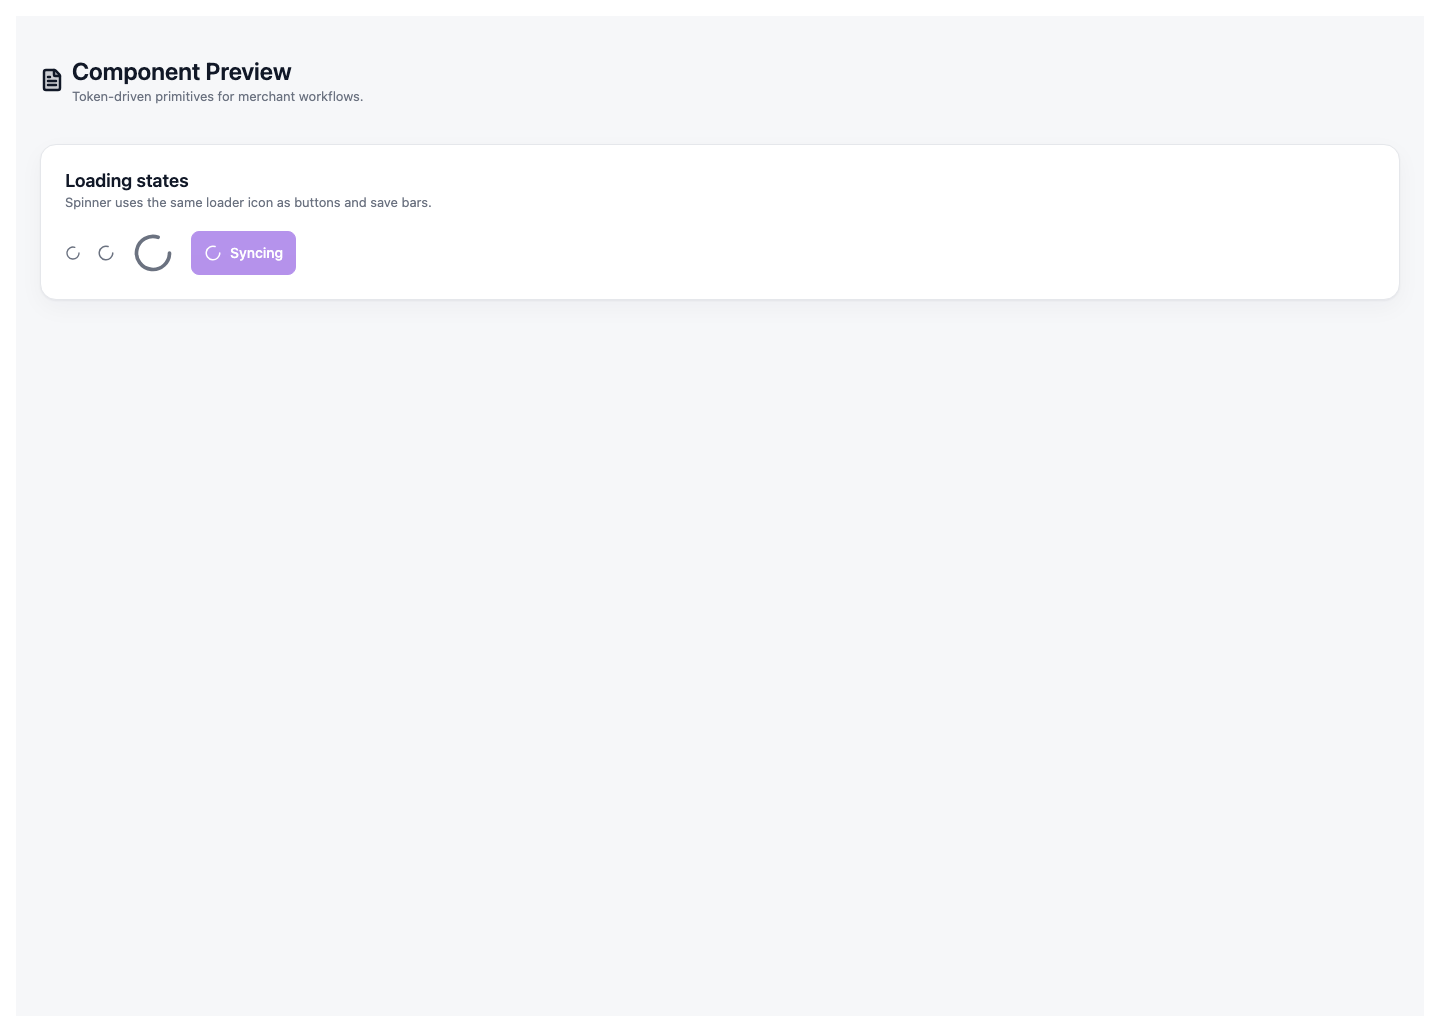 Component Preview
Token-driven primitives for merchant workflows.
Loading states
Spinner uses the same loader icon as buttons and save bars.
Syncing